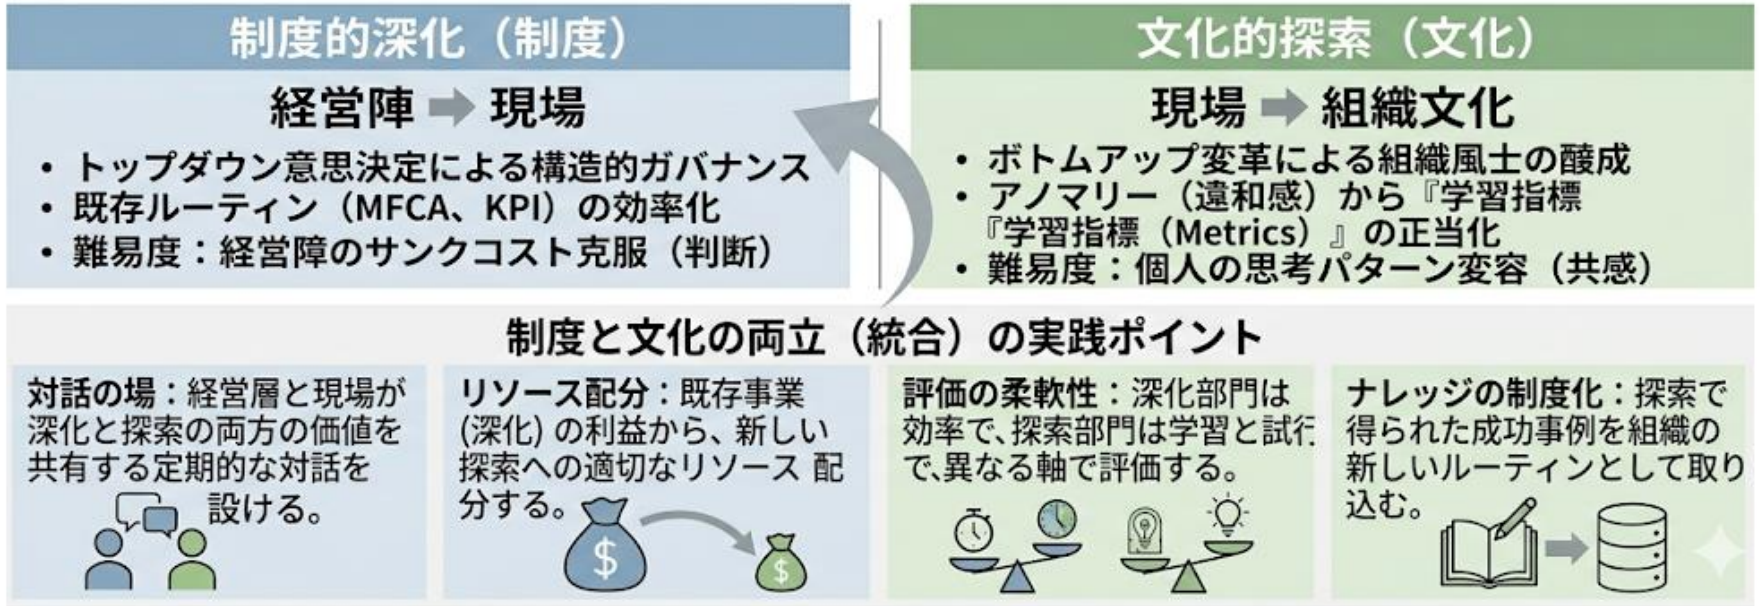 制度的深化（制度）
経営陣 ➡ 現場
• トップダウン意思決定による構造的ガバナンス
• 既存ルーティン（MFCA、KPI）の効率化
• 難易度：経営障のサンクコスト克服（判断）
文化的探索（文化）
現場 ➡ 組織文化
• ボトムアップ変革による組織風士の醸成
• アノマリー（遠和感）から『学習指標
『学習指標（Metrics）』の正当化
• 難易度：個人の思考パターン変容（共感）
制度と文化の両立（統合）の実践ポイント
対話の場：経営層と現場が
深化と探索の両方の価値を
共有する定期的な対話を
設ける。
リソース配分：既存事業
(深化) の利益から、新しい
探索への適切なリソース 配
分する。
$
$
評価の柔軟性：深化部門は
効率で、探索部門は学習と試行
で、異なる軸で評価する。
ナレッジの制度化：探索で
得られた成功事例を組織の
新しいルーティンとして取り
込む。